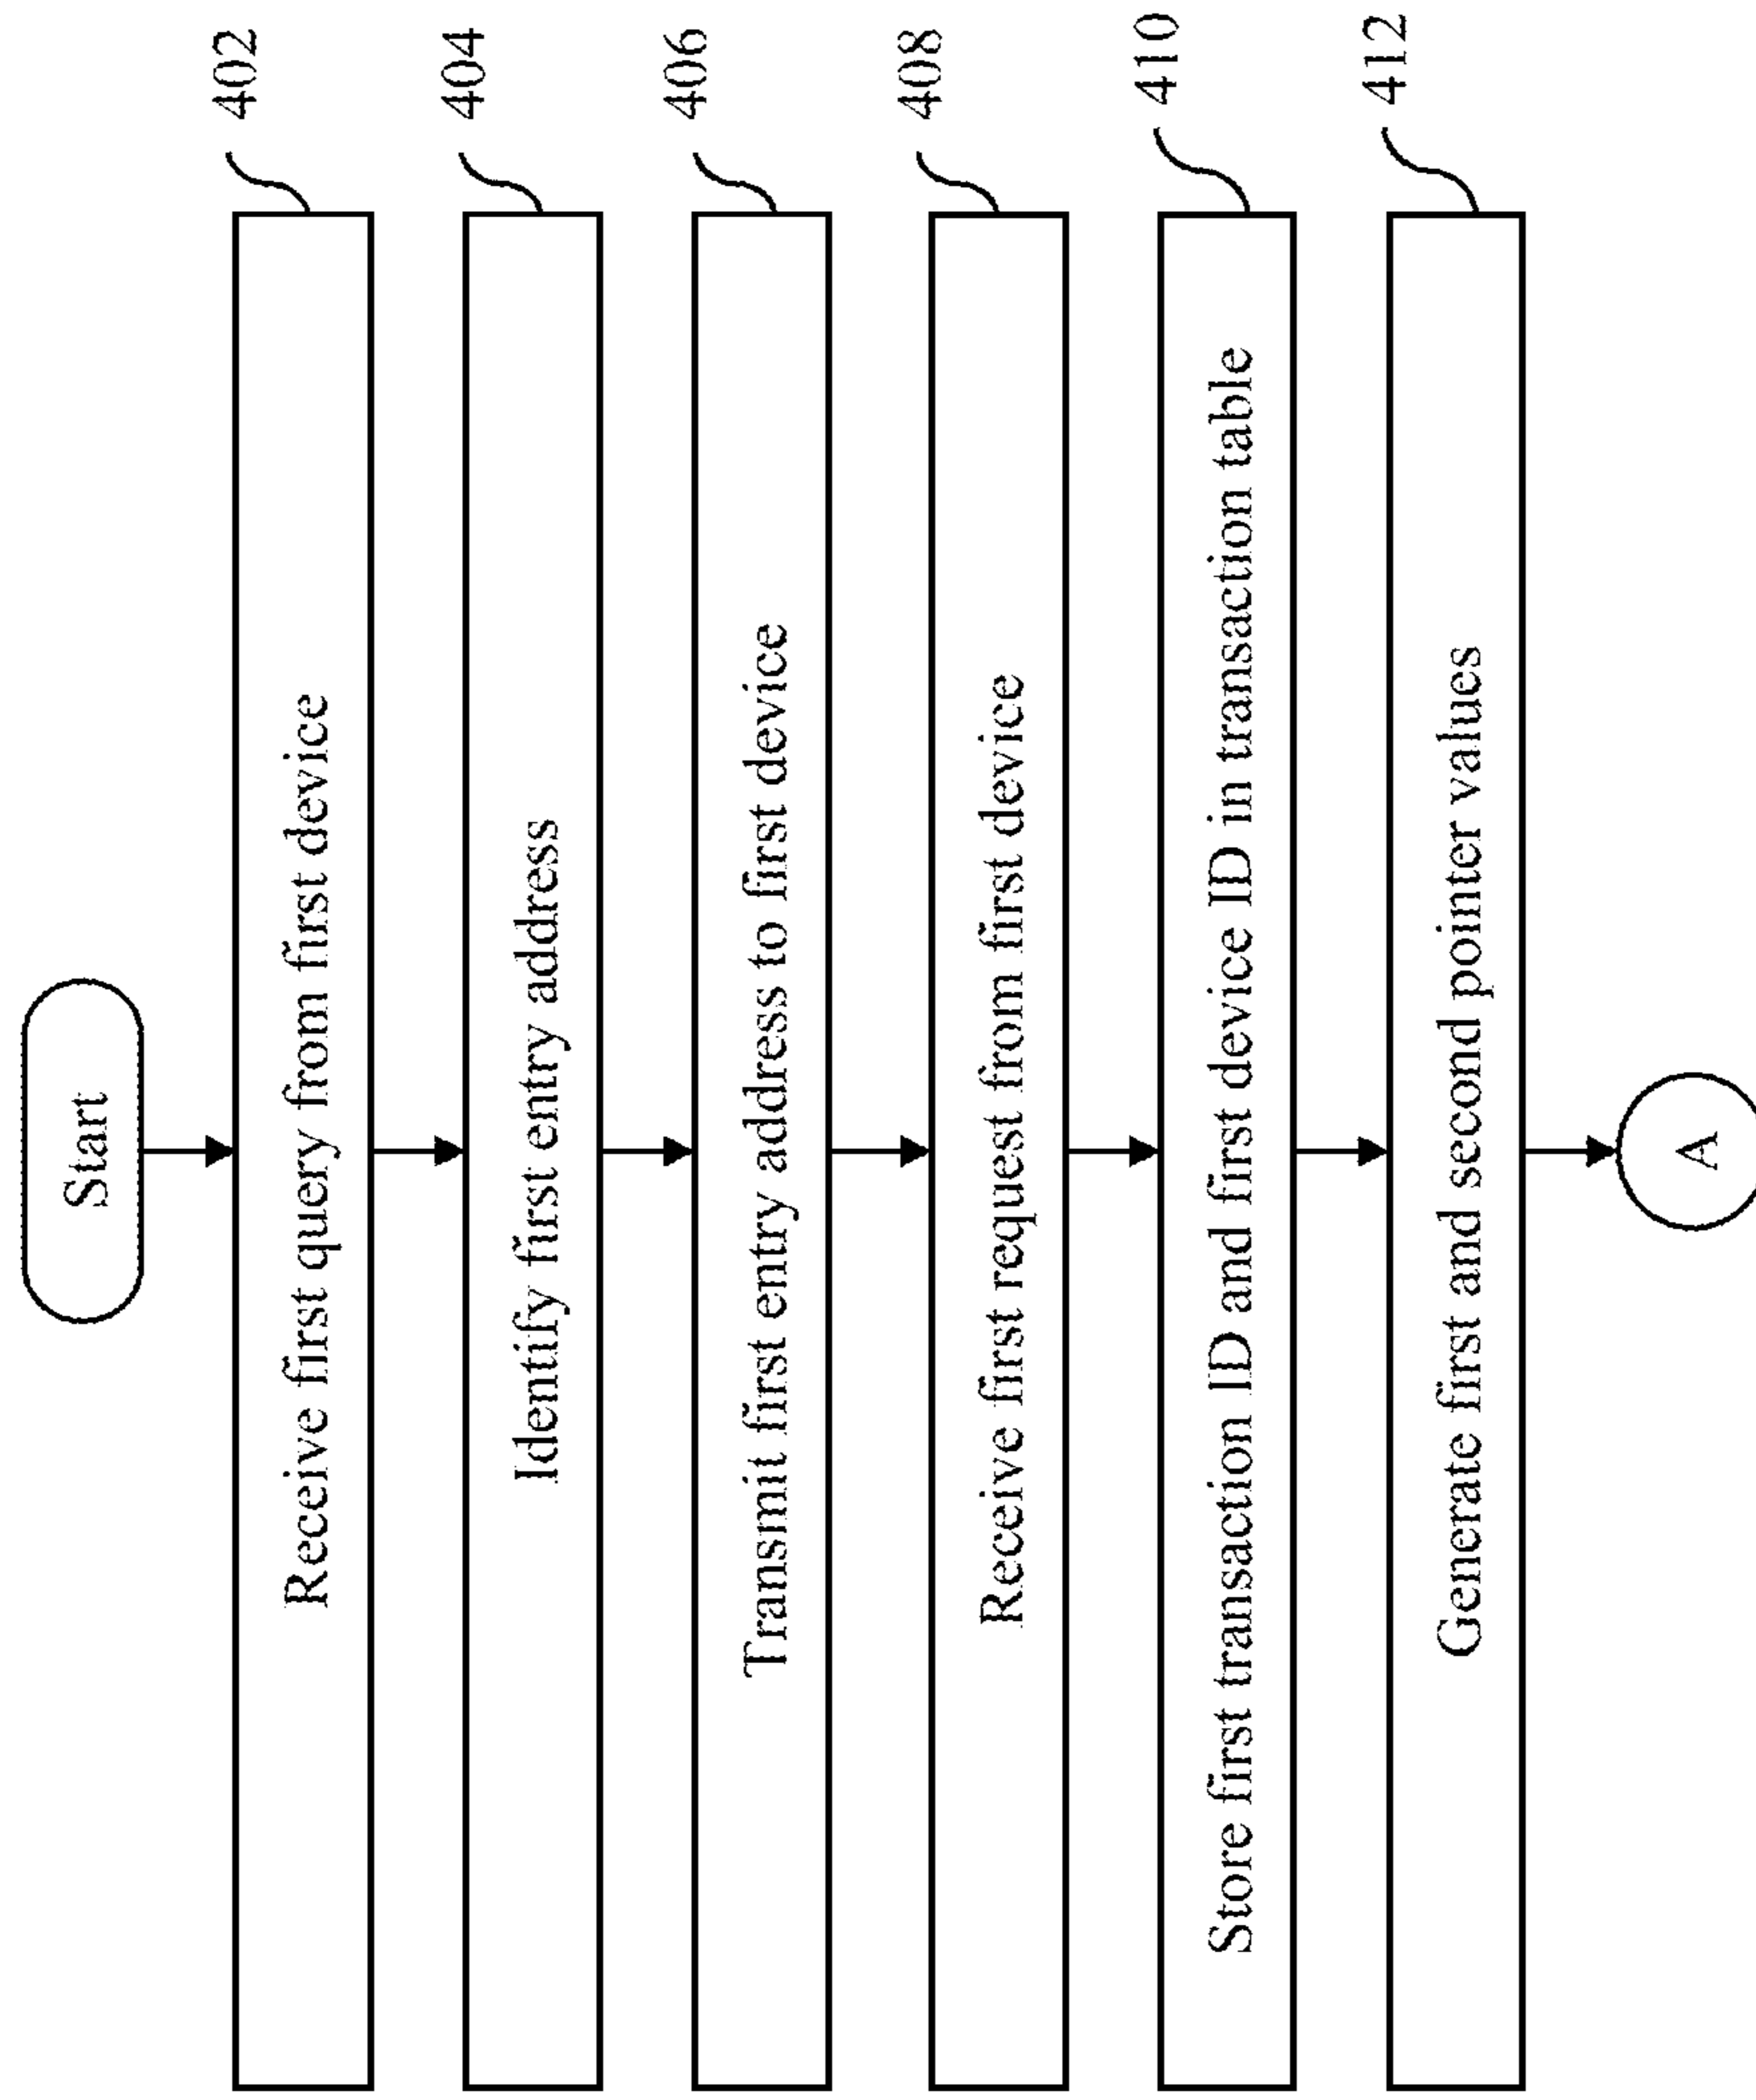 Start
Receive first query from first device
402
Identify first entry address
404
Transmit first entry address to first device
406
Receive first request from first device
408
Store first transaction ID and first device ID in transaction table
410
Generate first and second pointer values
412
A